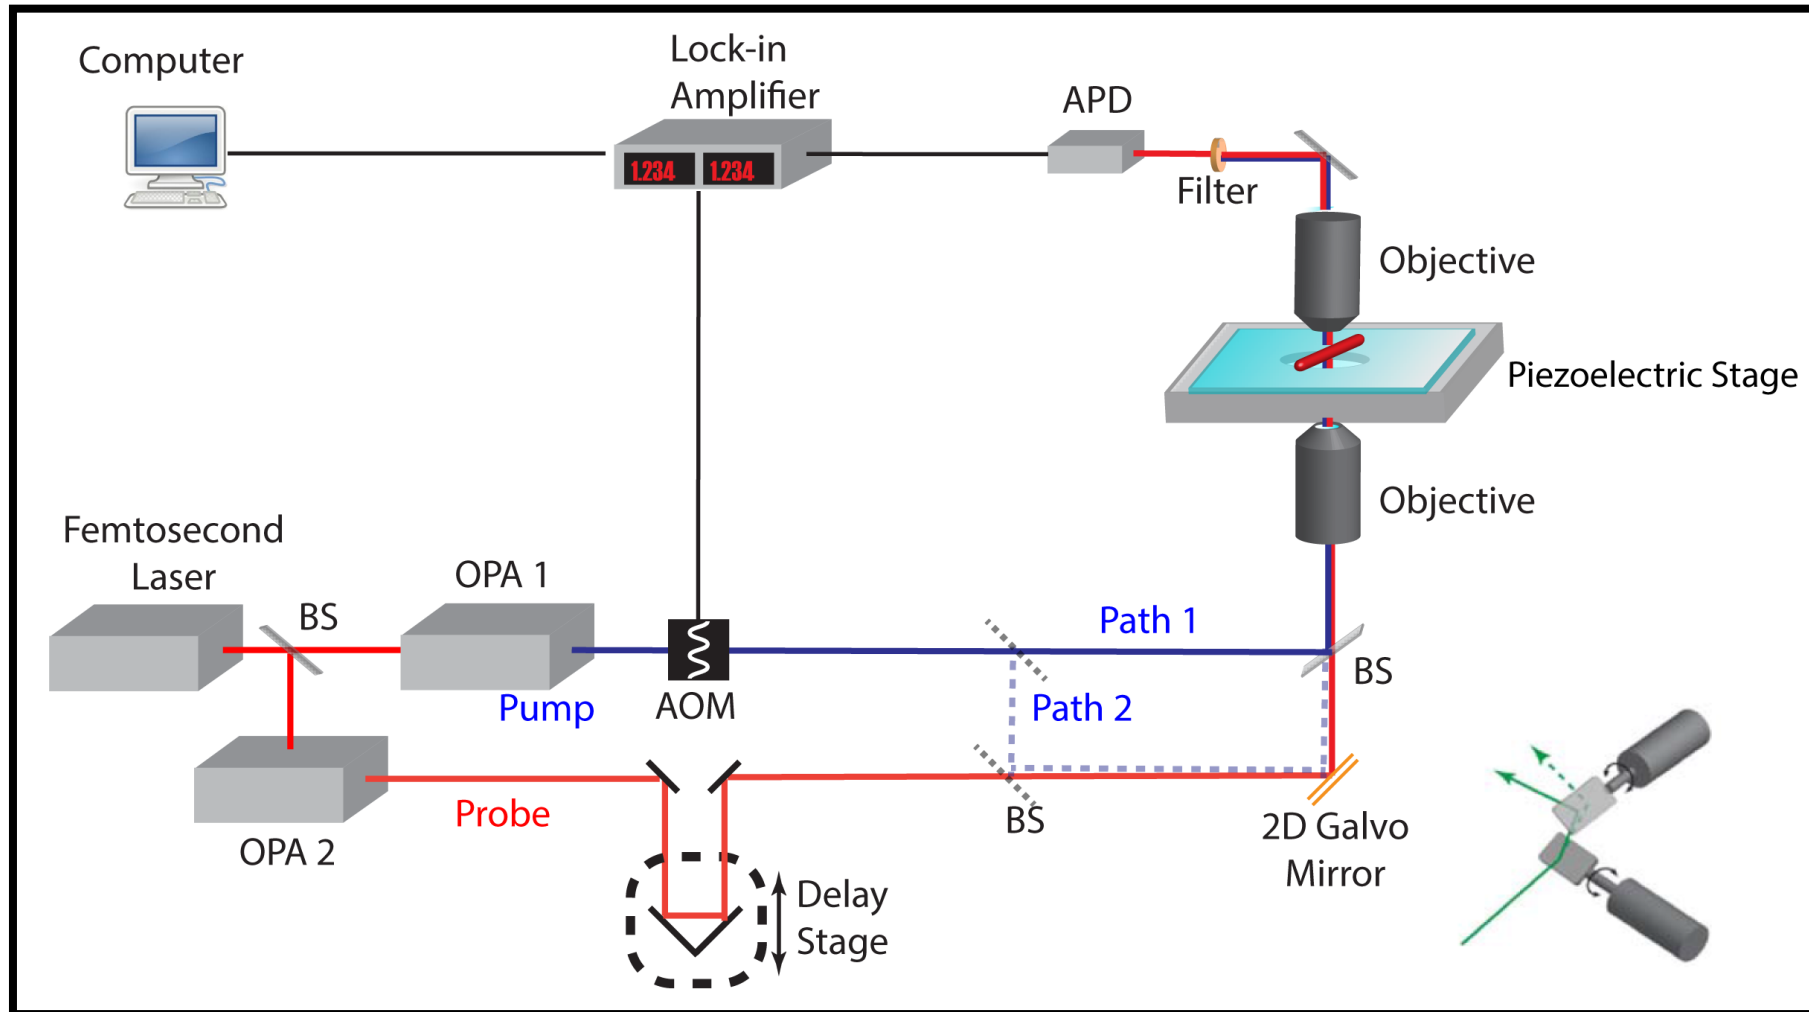 Computer
Lock-in
Amplifier
1.234
1.234
APD
Filter
Objective
Piezoelectric Stage
Objective
Femtosecond
Laser
BS
OPA 1
Pump
AOM
Path 1
Path 2
BS
OPA 2
Probe
BS
2D Galvo
Mirror
Delay
Stage